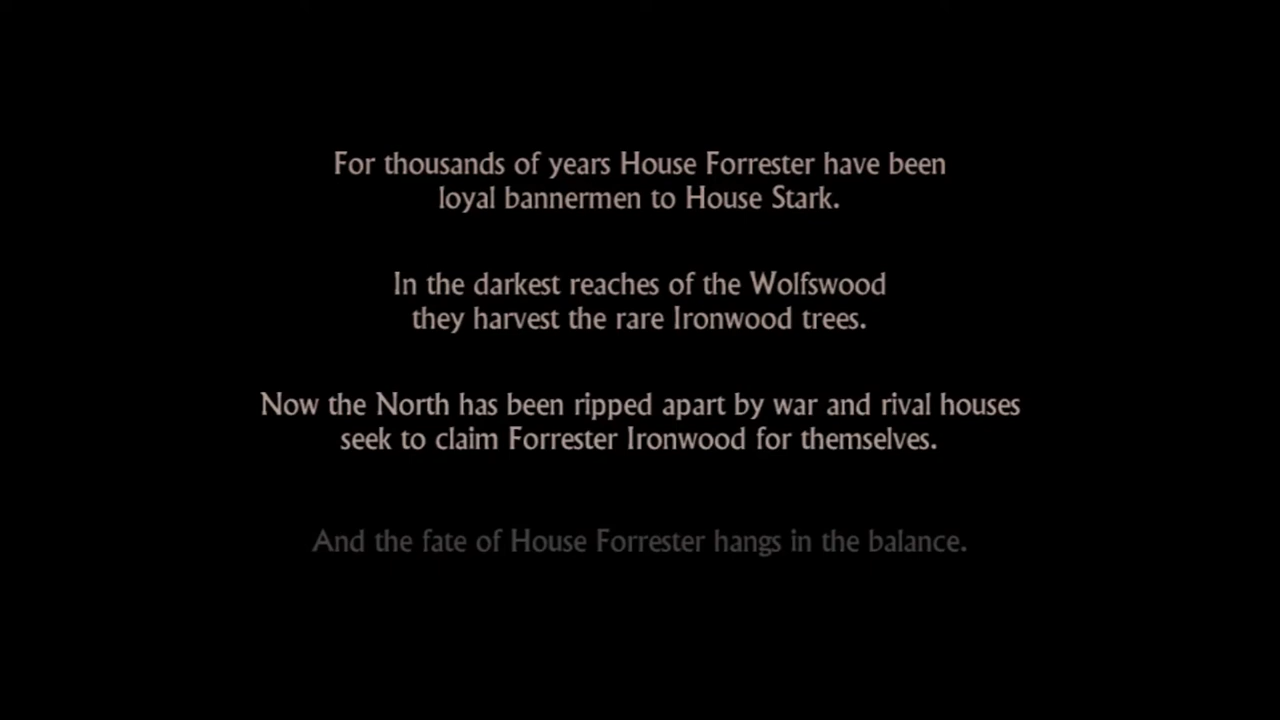 For thousands of years House Forrester have been
loyal bannermen to House Stark.
In the darkest reaches of the Wolfswood
they harvest the rare Ironwood trees.
Now the North has been ripped apart by war and rival houses
seek to claim Forrester Ironwood for themselves.
And the fate of House Forrester hangs in the balance.